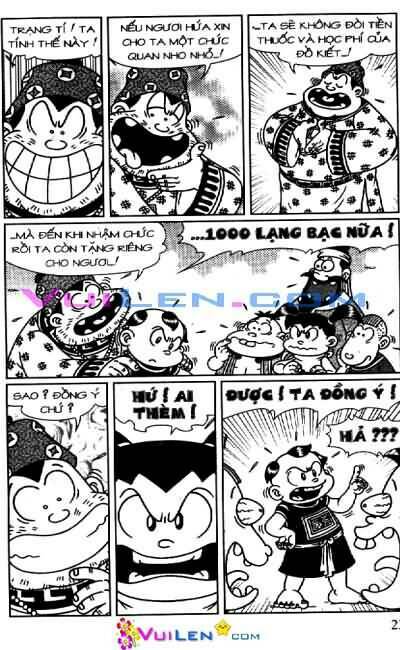 TRẠNG TÍ! TA
TÍNH THẾ NÀY!
NẾU NGƯƠI HỨA XIN
CHO TA MỘT CHỨC
QUAN NHO NHỎ...!
...TA SẼ KHÔNG ĐÒI TIỀN
THUỐC VÀ HỌC PHÍ CỦA
ĐỒ KIẾT...!
...MÀ ĐẾN KHI NHẬM CHỨC
RỒI TA CÒN TẶNG RIÊNG
CHO NGƯƠI...!
...1000 LẠNG BẠC NỮA!
VUILEN.COM
SAO? ĐỒNG Ý
CHỨ?
HỨ! AI
THÈM!
ĐƯỢC! TA ĐỒNG Ý!
HẢ???
VUILEN.COM